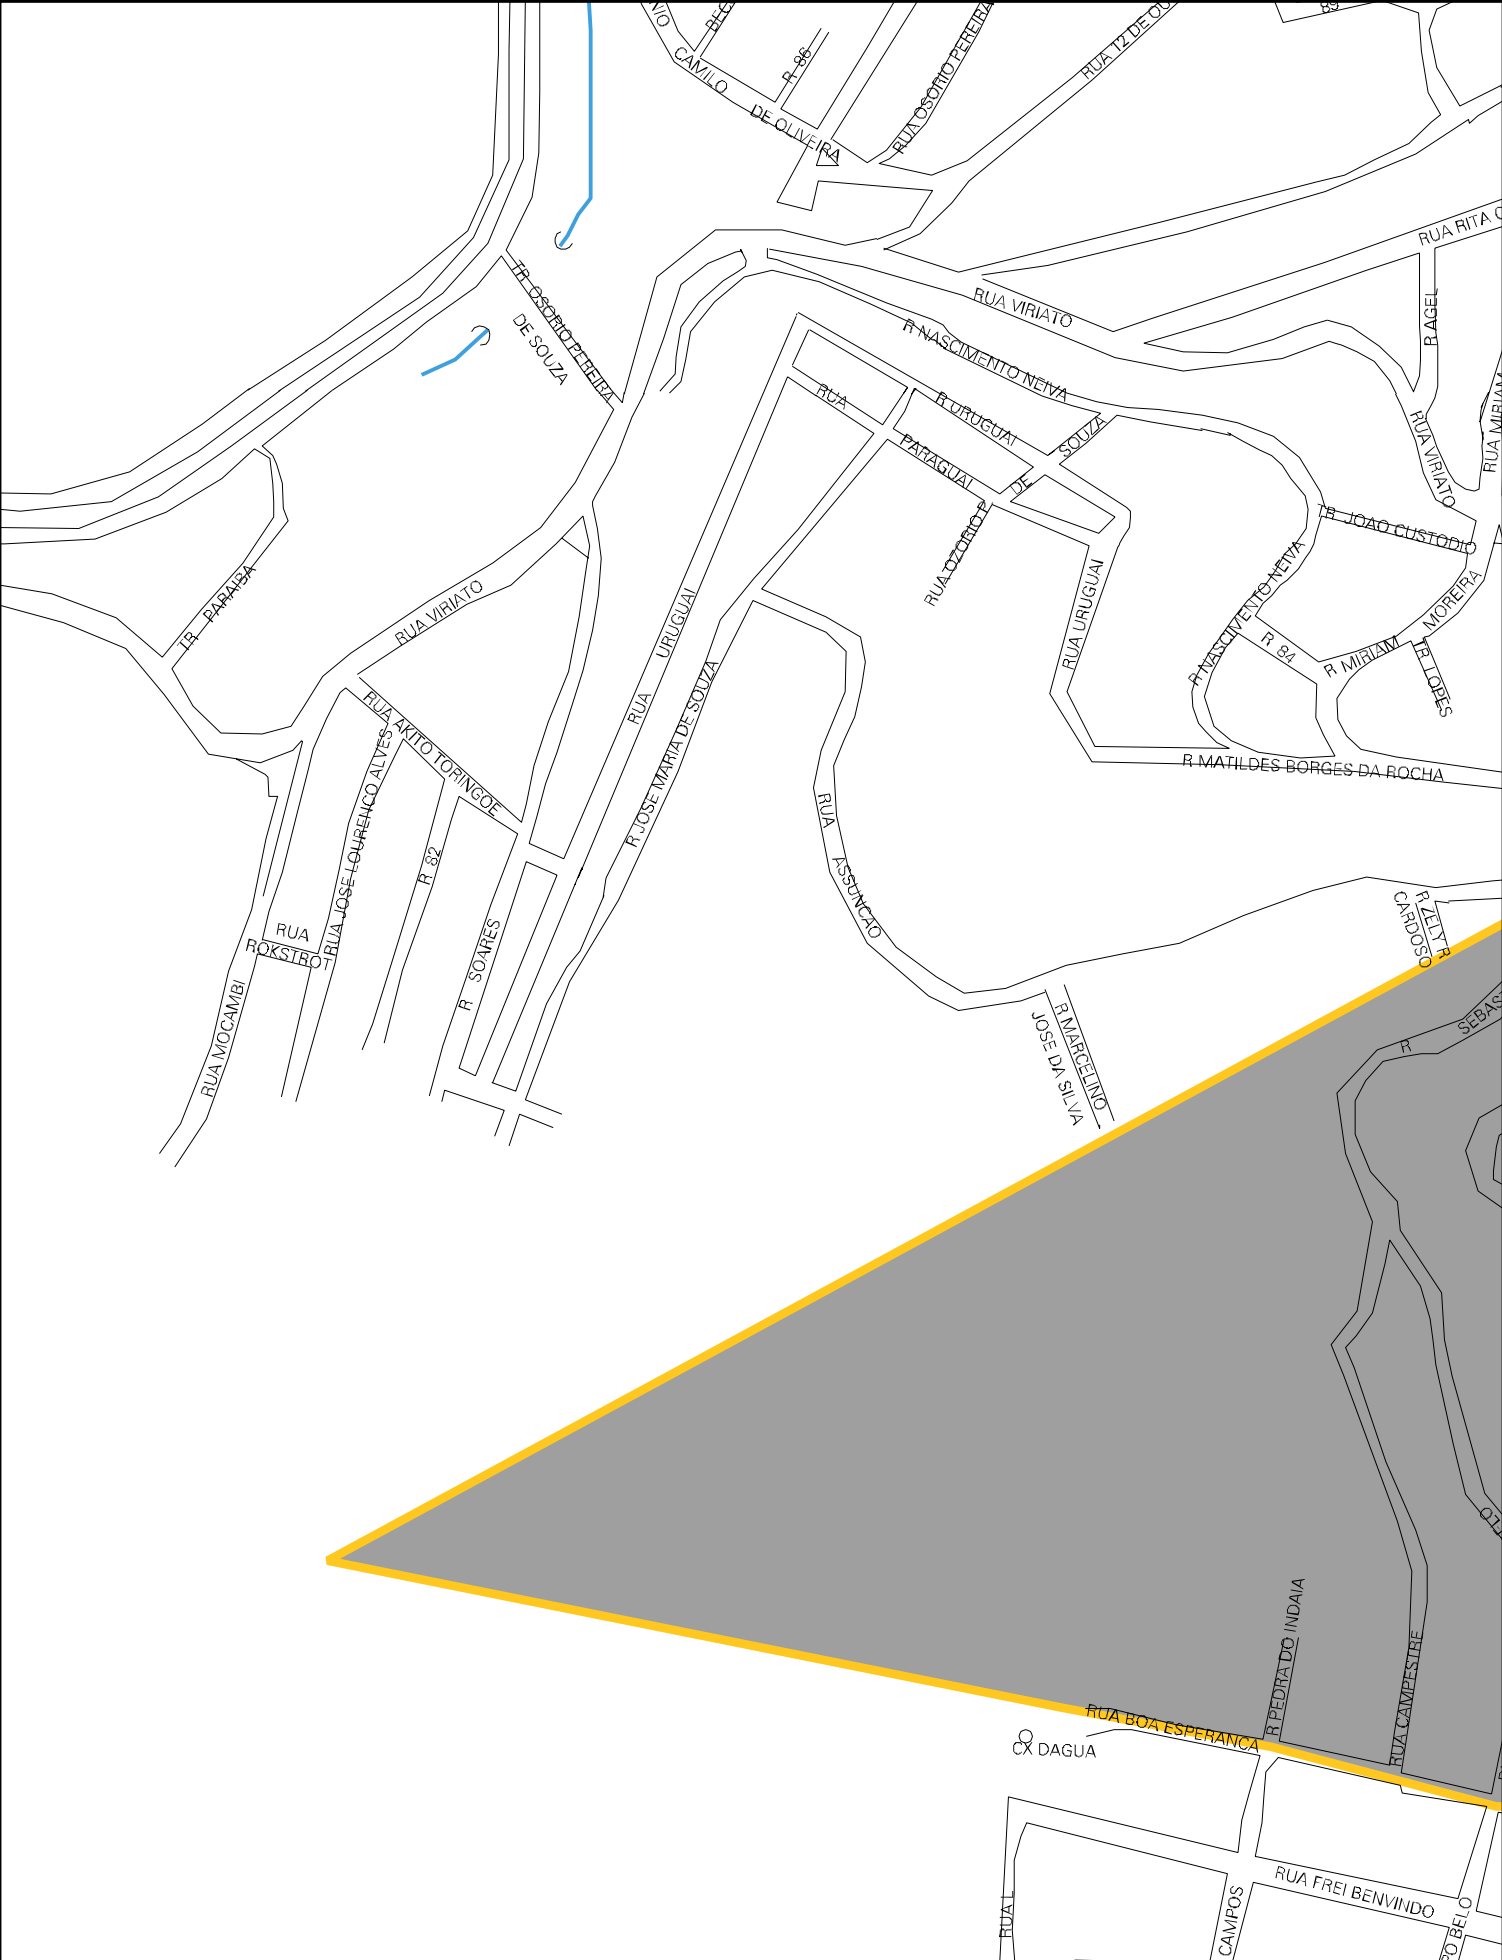 CAMILO
DE OLIVEIRA
R 86
RUA OSORIO PEREIRA
RUA 12 DE OU
89
RUA RITA C
TR OSORIO PEREIRA
DE SOUZA
RUA VIRIATO
R AGEL
R NASCIMENTO NEIVA
RUA MIRIAM
RUA
PARAGUAI
R URUGUAI
DE
SOUZA
RUA VIRIATO
RUA OZORIO P
TR JOAO CUSTODIO
TR PARAIBA
RUA VIRIATO
RUA
URUGUAI
RUA URUGUAI
R NASCIMENTO NEIVA
R 84
R MIRIAM
MOREIRA
TR LOPES
RUA AKITO TORINGOE
R JOSE MARIA DE SOUZA
RUA JOSE LOURENCO ALVES
R MATILDES BORGES DA ROCHA
RUA
ASSUNCAO
R 82
R SOARES
RUA
ROKSTROT
RUA MOCAMBI
R ZELY R
CARDOSO
R MARCELINO
JOSE DA SILVA
R
SEBAS
R PEDRA DO INDAIA
RUA CAMPESTRE
RUA BOA ESPERANCA
CX DAGUA
RUA FREI BENVINDO
RUA L
CAMPOS
PO BELO